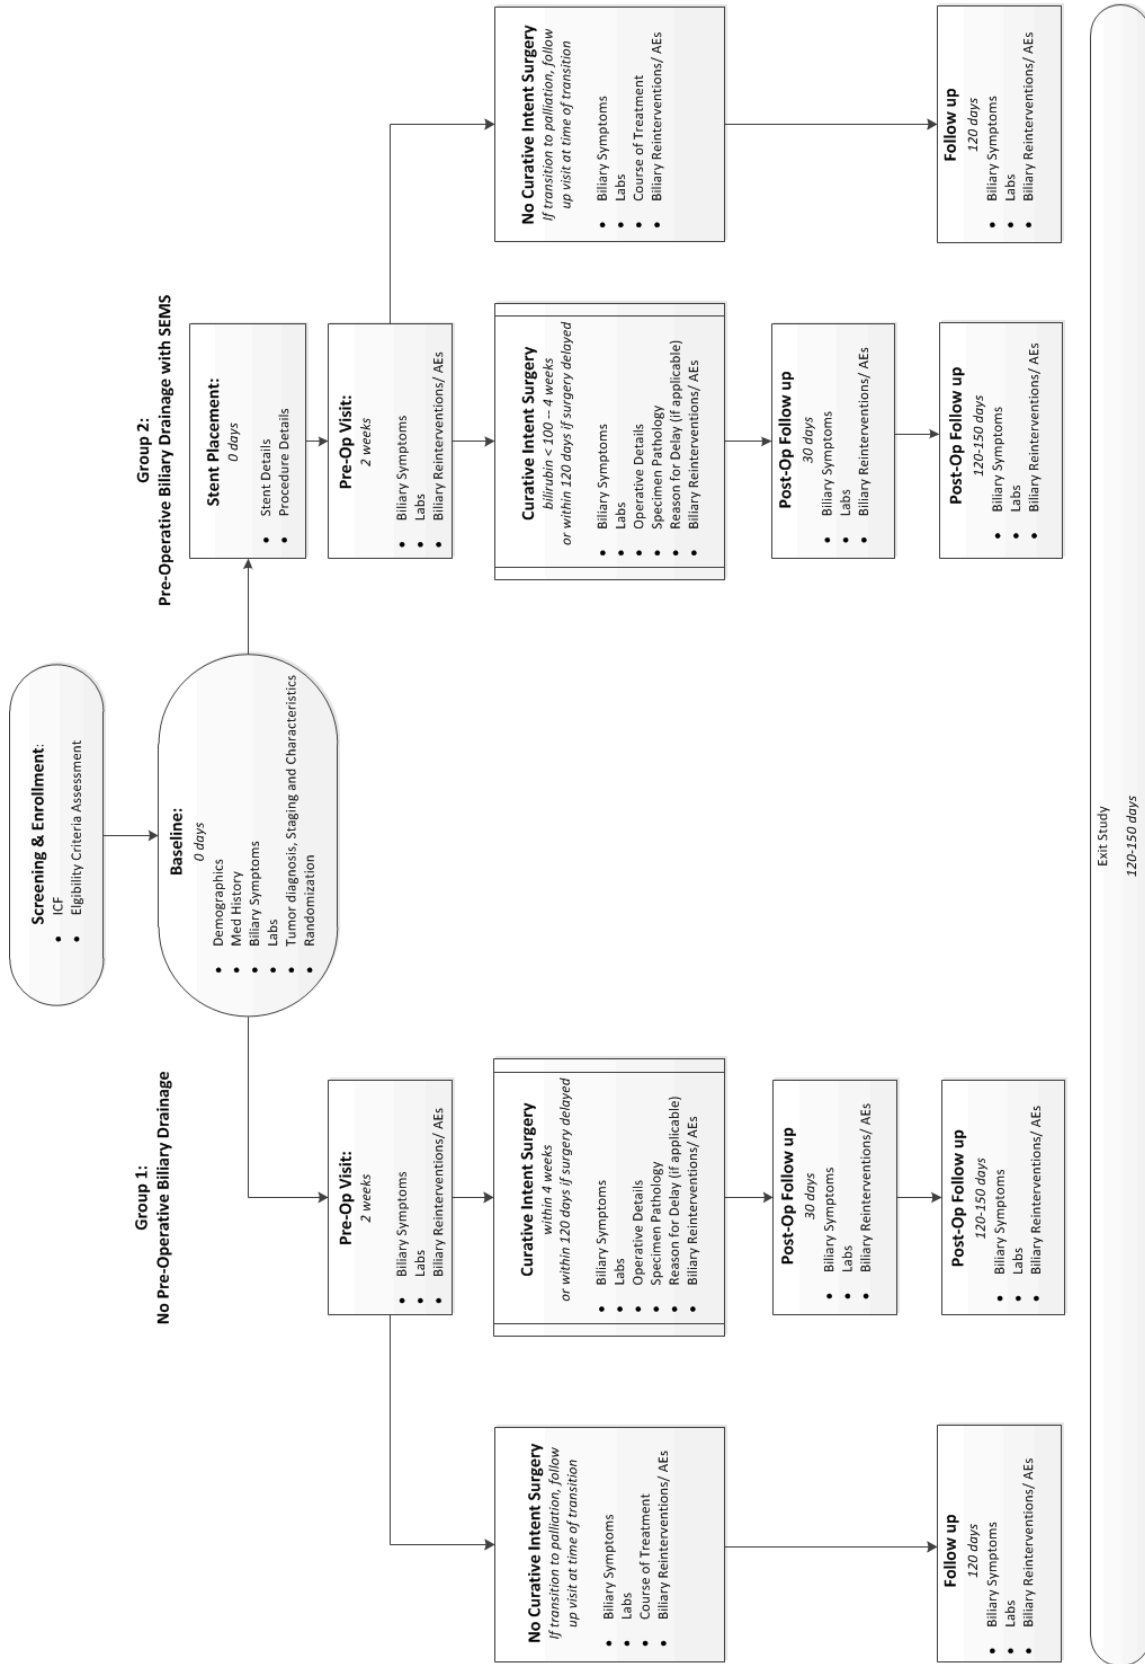 Screening & Enrollment:
• ICF
• Elgibility Criteria Assessment
Baseline:
0 days
• Demographics
• Med History
• Biliary Symptoms
• Labs
• Tumor diagnosis, Staging and Characteristics
• Randomization
Group 1:
No Pre-Operative Biliary Drainage
Pre-Op Visit:
2 weeks
• Biliary Symptoms
• Labs
• Biliary Reinterventions/ AEs
No Curative Intent Surgery
If transition to palliation, follow
up visit at time of transition
• Biliary Symptoms
• Labs
• Course of Treatment
• Biliary Reinterventions/ AEs
Follow up
120 days
• Biliary Symptoms
• Labs
• Biliary Reinterventions/ AEs
Curative Intent Surgery
within 4 weeks
or within 120 days if surgery delayed
• Biliary Symptoms
• Labs
• Operative Details
• Specimen Pathology
• Reason for Delay (if applicable)
• Biliary Reinterventions/ AEs
Post-Op Follow up
30 days
• Biliary Symptoms
• Labs
• Biliary Reinterventions/ AEs
Post-Op Follow up
120-150 days
• Biliary Symptoms
• Labs
• Biliary Reinterventions/ AEs
Group 2:
Pre-Operative Biliary Drainage with SEMS
Stent Placement:
0 days
• Stent Details
• Procedure Details
Pre-Op Visit:
2 weeks
• Biliary Symptoms
• Labs
• Biliary Reinterventions/ AEs
Curative Intent Surgery
bilirubin < 100 -- 4 weeks
or within 120 days if surgery delayed
• Biliary Symptoms
• Labs
• Operative Details
• Specimen Pathology
• Reason for Delay (if applicable)
• Biliary Reinterventions/ AEs
Post-Op Follow up
30 days
• Biliary Symptoms
• Labs
• Biliary Reinterventions/ AEs
Post-Op Follow up
120-150 days
• Biliary Symptoms
• Labs
• Biliary Reinterventions/ AEs
No Curative Intent Surgery
If transition to palliation, follow
up visit at time of transition
• Biliary Symptoms
• Labs
• Course of Treatment
• Biliary Reinterventions/ AEs
Follow up
120 days
• Biliary Symptoms
• Labs
• Biliary Reinterventions/ AEs
Exit Study
120-150 days